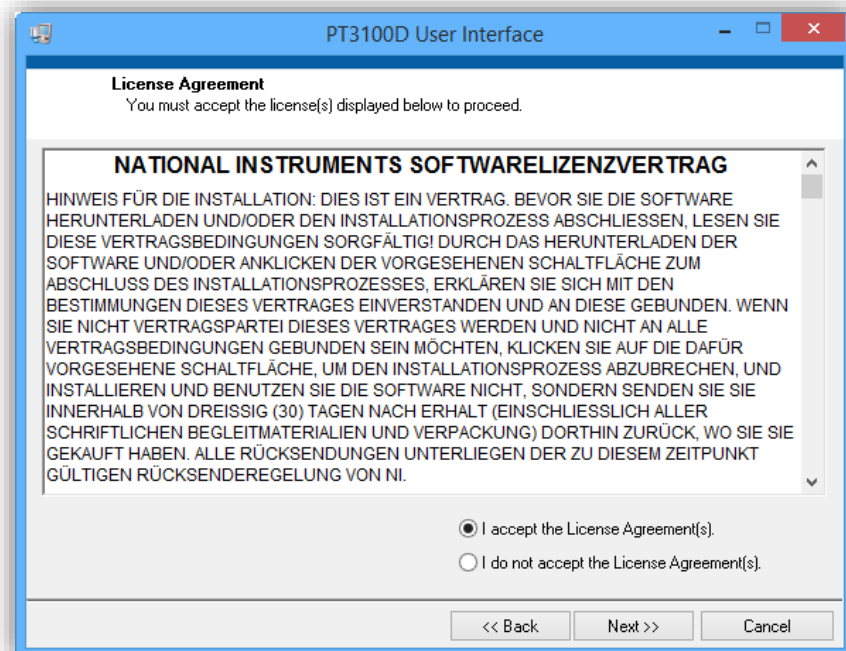 PT3100D User Interface
License Agreement
You must accept the license(s) displayed below to proceed.
NATIONAL INSTRUMENTS SOFTWARELIZENZVERTRAG
HINWEIS FÜR DIE INSTALLATION: DIES IST EIN VERTRAG. BEVOR SIE DIE SOFTWARE
HERUNTERLADEN UND/ODER DEN INSTALLATIONSPROZESS ABSCHLIESSEN, LESEN SIE
DIESE VERTRAGSBEDINGUNGEN SORGFÄLTIG! DURCH DAS HERUNTERLADEN DER
SOFTWARE UND/ODER ANKLICKEN DER VORGESEHENEN SCHALTFLÄCHE ZUM
ABSCHLUSS DES INSTALLATIONSPROZESSES, ERKLÄREN SIE SICH MIT DEN
BESTIMMUNGEN DIESES VERTRAGES EINVERSTANDEN UND AN DIESE GEBUNDEN. WENN
SIE NICHT VERTRAGSPARTEI DIESES VERTRAGES WERDEN UND NICHT AN ALLE
VERTRAGSBEDINGUNGEN GEBUNDEN SEIN MÖCHTEN, KLICKEN SIE AUF DIE DAFÜR
VORGESEHENE SCHALTFLÄCHE, UM DEN INSTALLATIONSPROZESS ABZUBRECHEN, UND
INSTALLIEREN UND BENUTZEN SIE DIE SOFTWARE NICHT, SONDERN SENDEN SIE SIE
INNERHALB VON DREISSIG (30) TAGEN NACH ERHALT (EINSCHLIESSLICH ALLER
SCHRIFTLICHEN BEGLEITMATERIALIEN UND VERPACKUNG) DORTHIN ZURÜCK, WO SIE SIE
GEKAUFT HABEN. ALLE RÜCKSENDUNGEN UNTERLIEGEN DER ZU DIESEM ZEITPUNKT
GÜLTIGEN RÜCKSENDEREGELUNG VON NI.
I accept the License Agreement(s).
I do not accept the License Agreement(s).
<< Back
Next >>
Cancel